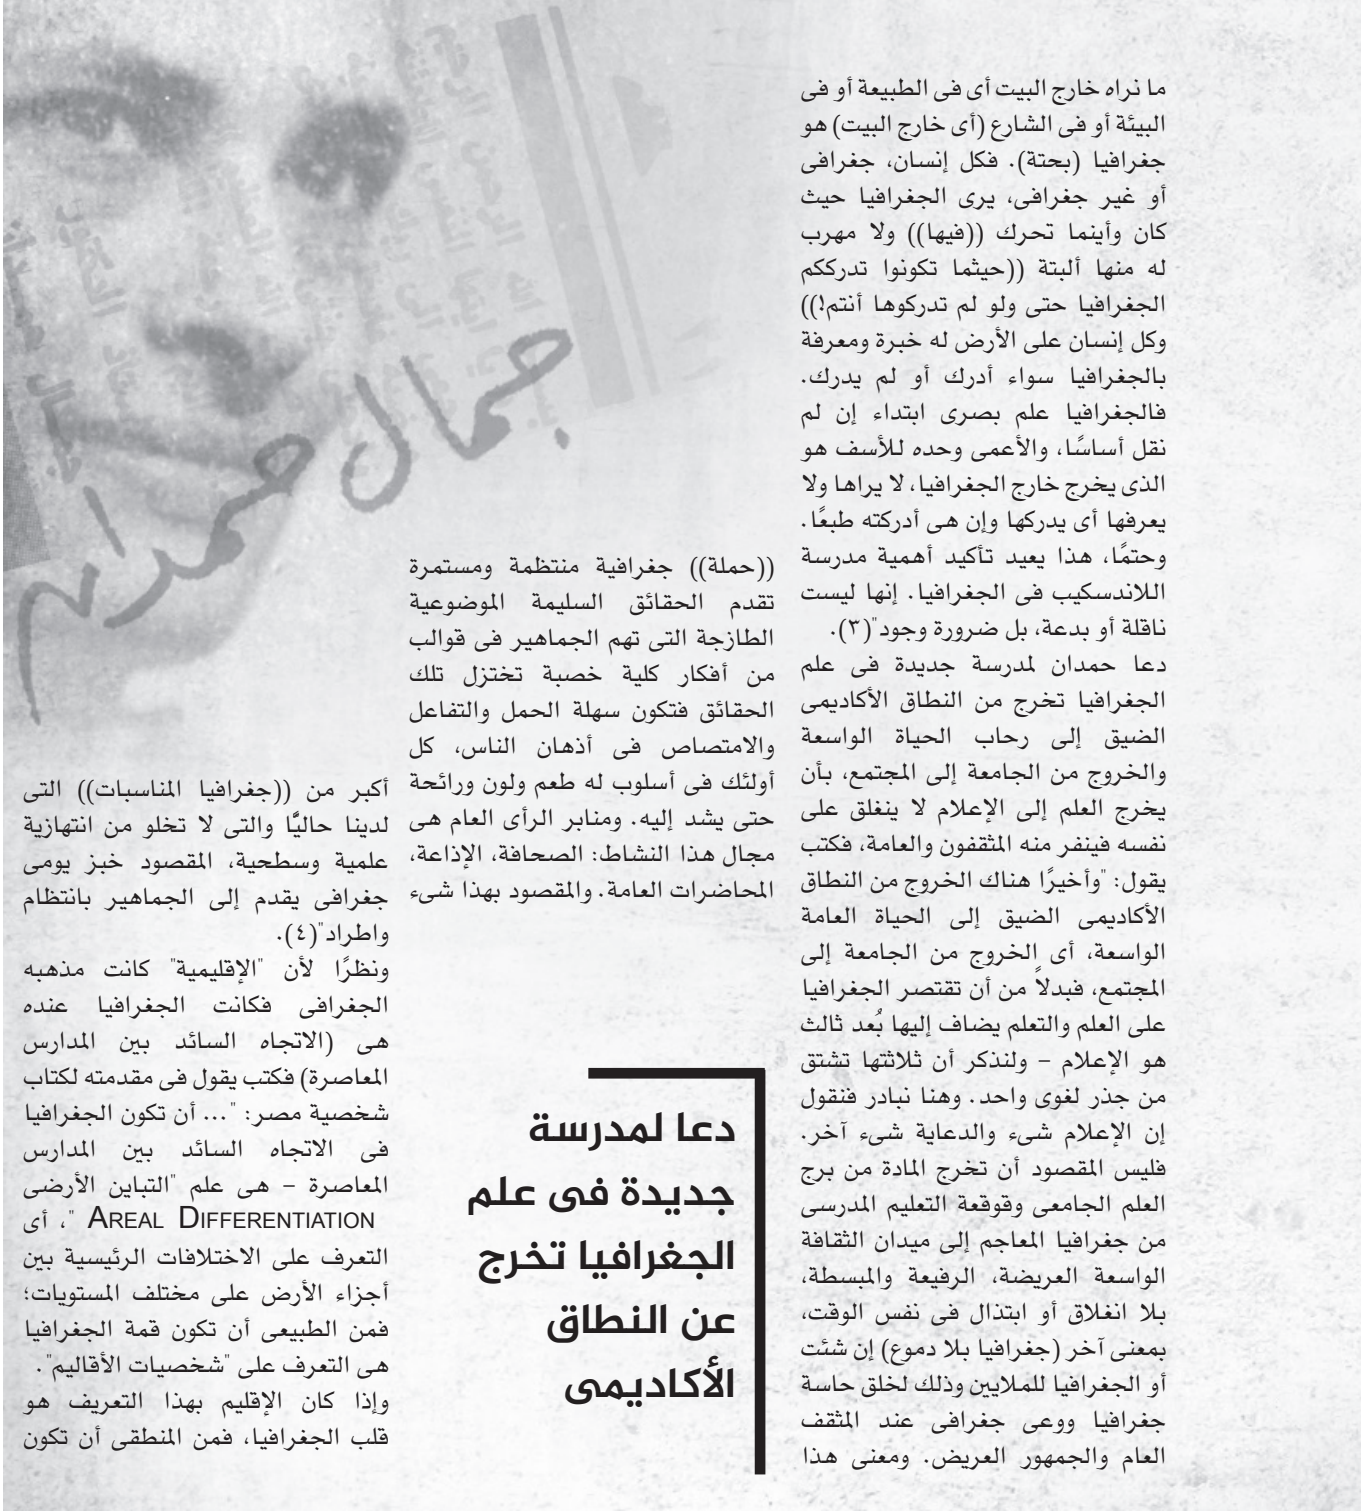 ما نراه خارج البيت أى فى الطبيعة أو فى
البيئة أو فى الشارع (أى خارج البيت) هو
جغرافيا (بحتة). فكل إنسان، جغرافى
أو غير جغرافى، يرى الجغرافيا حيث
كان وأينما تحرك ((فيها)) ولا مهرب
له منها ألبتة ((حيثما تكونوا تدرككم
الجغرافيا حتى ولو لم تدركوها أنتم!))
وكل إنسان على الأرض له خبرة ومعرفة
بالجغرافيا سواء أدرك أو لم يدرك.
فالجغرافيا علم بصرى ابتداء إن لم
نقل أساسًا، والأعمى وحده للأسف هو
الذى يخرج خارج الجغرافيا، لا يراها ولا
يعرفها أى يدركها وإن هى أدركته طبعًا.
وحتمًا، هذا يعيد تأكيد أهمية مدرسة
اللاندسكيب فى الجغرافيا. إنها ليست
ناقلة أو بدعة، بل ضرورة وجود"(٣).
دعا حمدان لمدرسة جديدة فى علم
الجغرافيا تخرج من النطاق الأكاديمى
الضيق إلى رحاب الحياة الواسعة
والخروج من الجامعة إلى المجتمع، بأن
يخرج العلم إلى الإعلام لا ينغلق على
نفسه فينفر منه المثقفون والعامة، فكتب
يقول: "وأخيرًا هناك الخروج من النطاق
الأكاديمى الضيق إلى الحياة العامة
الواسعة، أى الخروج من الجامعة إلى
المجتمع، فبدلاً من أن تقتصر الجغرافيا
على العلم والتعلم يضاف إليها بُعد ثالث
هو الإعلام – ولنذكر أن ثلاثتها تشتق
من جذر لغوى واحد. وهنا نبادر فنقول
إن الإعلام شىء والدعاية شىء آخر.
فليس المقصود أن تخرج المادة من برج
العلم الجامعى وقوقعة التعليم المدرسى
من جغرافيا المعاجم إلى ميدان الثقافة
الواسعة العريضة، الرفيعة والمبسطة،
بلا انغلاق أو ابتذال فى نفس الوقت،
بمعنى آخر (جغرافيا بلا دموع) إن شئت
أو الجغرافيا للملايين وذلك لخلق حاسة
جغرافيا ووعى جغرافى عند المثقف
العام والجمهور العريض. ومعنى هذا
((حملة)) جغرافية منتظمة ومستمرة
تقدم الحقائق السليمة الموضوعية
الطازجة التى تهم الجماهير فى قوالب
من أفكار كلية خصبة تختزل تلك
الحقائق فتكون سهلة الحمل والتفاعل
والامتصاص فى أذهان الناس، كل
أولئك فى أسلوب له طعم ولون ورائحة
حتى يشد إليه. ومنابر الرأى العام هى
مجال هذا النشاط: الصحافة، الإذاعة،
المحاضرات العامة. والمقصود بهذا شىء
دعا لمدرسة
جديدة فى علم
الجغرافيا تخرج
عن النطاق
الأكاديمى
جمال حمدان
أكبر من ((جغرافيا المناسبات)) التى
لدينا حاليًّا والتى لا تخلو من انتهازية
علمية وسطحية، المقصود خبز يومى
جغرافى يقدم إلى الجماهير بانتظام
واطراد"(٤).
ونظرًا لأن "الإقليمية" كانت مذهبه
الجغرافى فكانت الجغرافيا عنده
هى (الاتجاه السائد بين المدارس
المعاصرة) فكتب يقول فى مقدمته لكتاب
شخصية مصر: "... أن تكون الجغرافيا
فى الاتجاه السائد بين المدارس
المعاصرة – هى علم "التباين الأرضى
AREAL DIFFERENTIATION "، أى
التعرف على الاختلافات الرئيسية بين
أجزاء الأرض على مختلف المستويات؛
فمن الطبيعى أن تكون قمة الجغرافيا
هى التعرف على "شخصيات الأقاليم".
وإذا كان الإقليم بهذا التعريف هو
قلب الجغرافيا، فمن المنطقى أن تكون